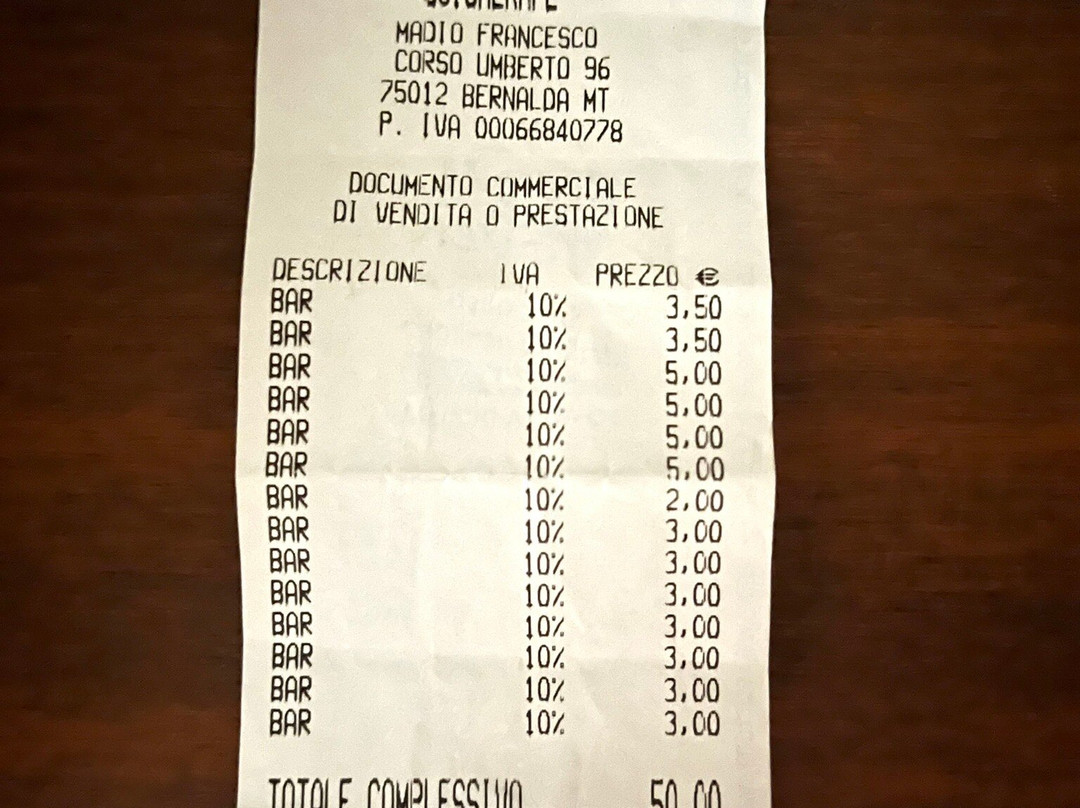 MADIO FRANCESCO
CORSO UMBERTO 96
75012 BERNALDA MT
P. IVA 00066840778
DOCUMENTO COMMERCIALE
DI VENDITA O PRESTAZIONE
DESCRIZIONE IVA PREZZO €
BAR 10% 3,50
BAR 10% 3,50
BAR 10% 5,00
BAR 10% 5,00
BAR 10% 5,00
BAR 10% 5,00
BAR 10% 2,00
BAR 10% 3,00
BAR 10% 3,00
BAR 10% 3,00
BAR 10% 3,00
BAR 10% 3,00
BAR 10% 3,00
BAR 10% 3,00
TOTALE COMPLESSIVO 50,00